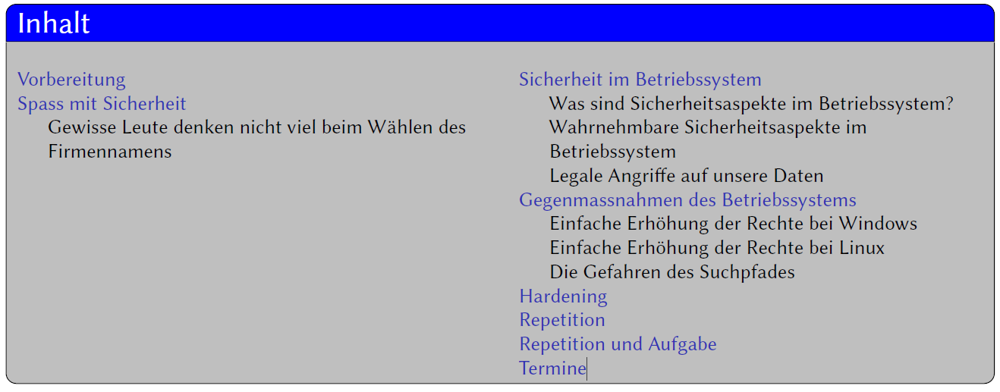 Inhalt
Vorbereitung
Spass mit Sicherheit
Gewisse Leute denken nicht viel beim Wählen des
Firmennamens
Sicherheit im Betriebssystem
Was sind Sicherheitsaspekte im Betriebssystem?
Wahrnehmbare Sicherheitsaspekte im
Betriebssystem
Legale Angriffe auf unsere Daten
Gegenmassnahmen des Betriebssystems
Einfache Erhöhung der Rechte bei Windows
Einfache Erhöhung der Rechte bei Linux
Die Gefahren des Suchpfades
Hardening
Repetition
Repetition und Aufgabe
Termine